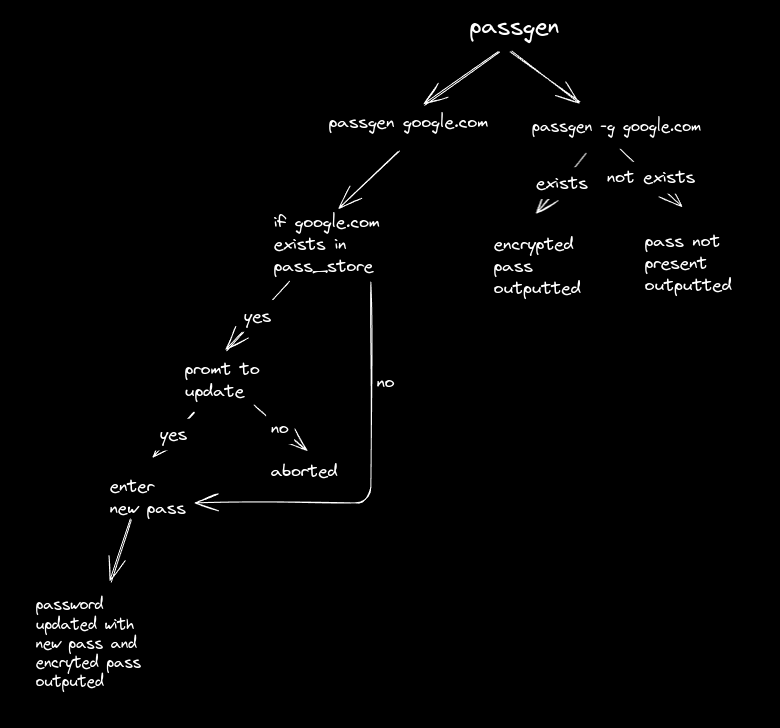 passgen
passgen google.com
passgen -g google.com
exists
not exists
encrypted
pass
outputted
pass not
present
outputted
if google.com
exists in
pass_store
yes
no
promt to
update
yes
no
aborted
enter
new pass
password
updated with
new pass and
encryted pass
outputed